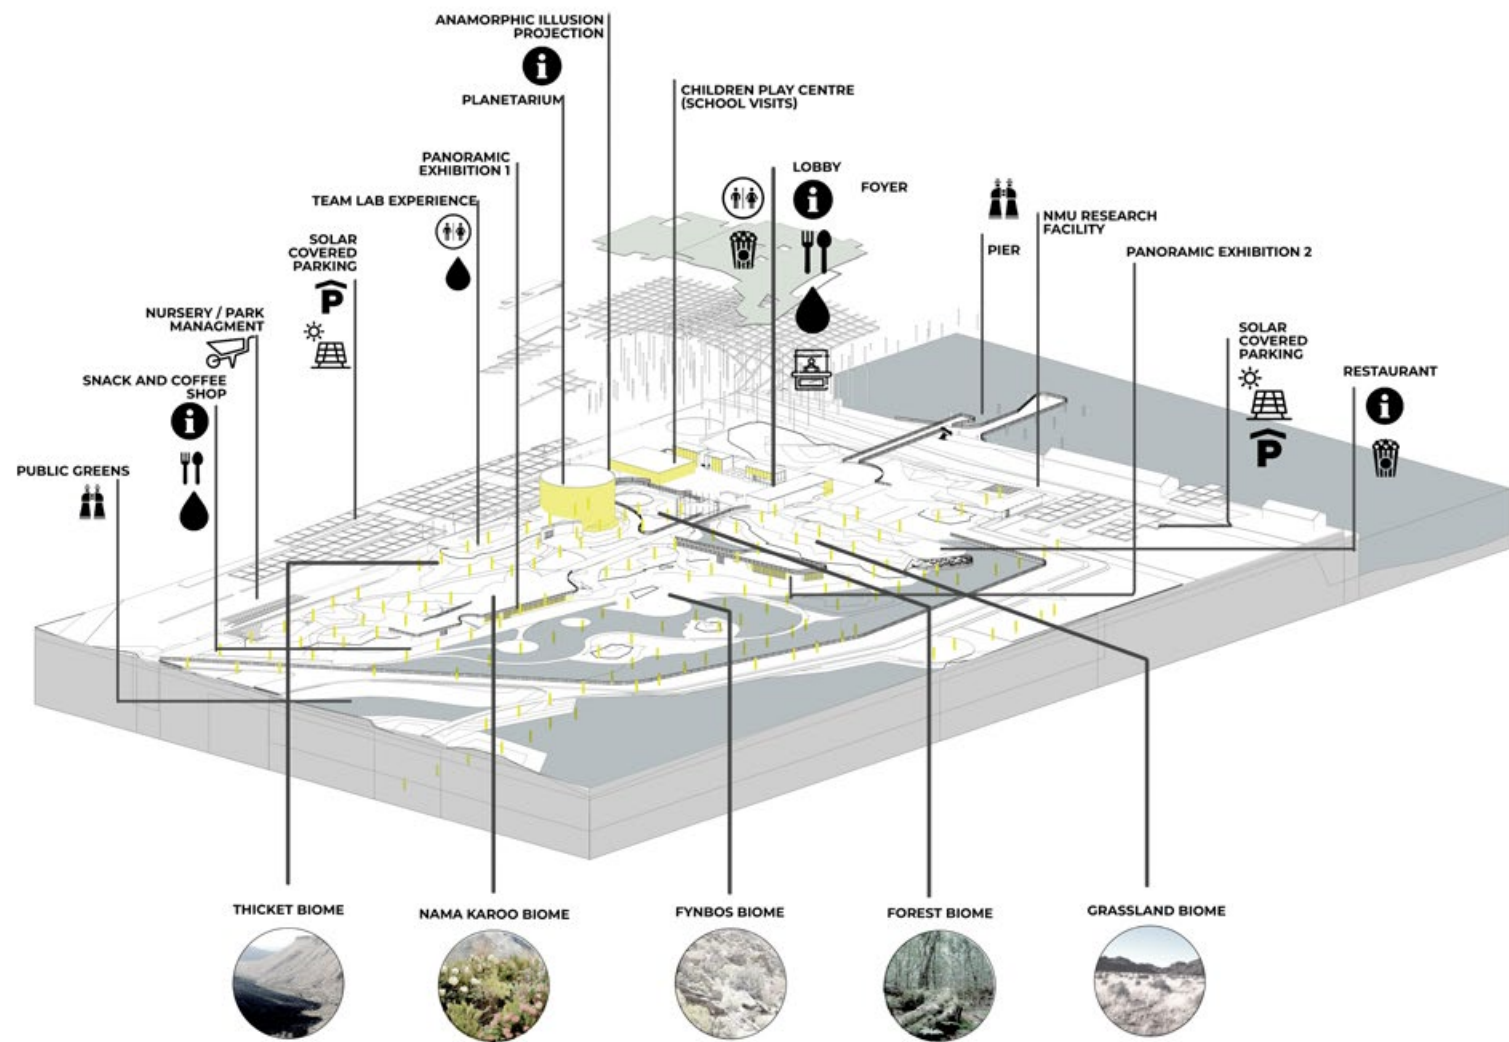 ANAMORPHIC ILLUSION
PROJECTION
PLANETARIUM
CHILDREN PLAY CENTRE
(SCHOOL VISITS)
PANORAMIC
EXHIBITION 1
LOBBY
FOYER
TEAM LAB EXPERIENCE
NMU RESEARCH
FACILITY
PIER
PANORAMIC EXHIBITION 2
SOLAR
COVERED
PARKING
P
NURSERY / PARK
MANAGMENT
SOLAR
COVERED
PARKING
P
SNACK AND COFFEE
SHOP
RESTAURANT
PUBLIC GREENS
THICKET BIOME
NAMA KAROO BIOME
FYNBOS BIOME
FOREST BIOME
GRASSLAND BIOME